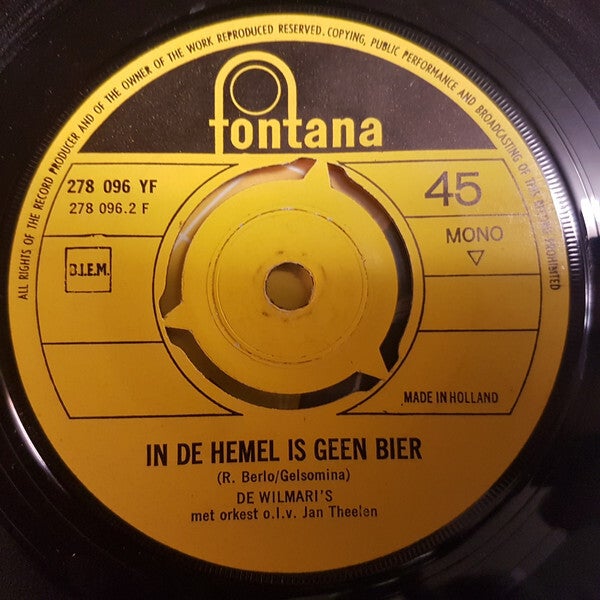 ALL RIGHTS OF THE RECORD PRODUCER AND OF THE OWNER OF THE WORK REPRODUCED RESERVED. COPYING, PUBLIC PERFORMANCE AND BROADCASTING OF THIS RECORD PROHIBITED
fontana
278 096 YF
278 096.2 F
45
MONO
B.I.E.M.
MADE IN HOLLAND
IN DE HEMEL IS GEEN BIER
(R. Berlo/Gelsomina)
DE WILMARI'S
met orkest o.l.v. Jan Theelen